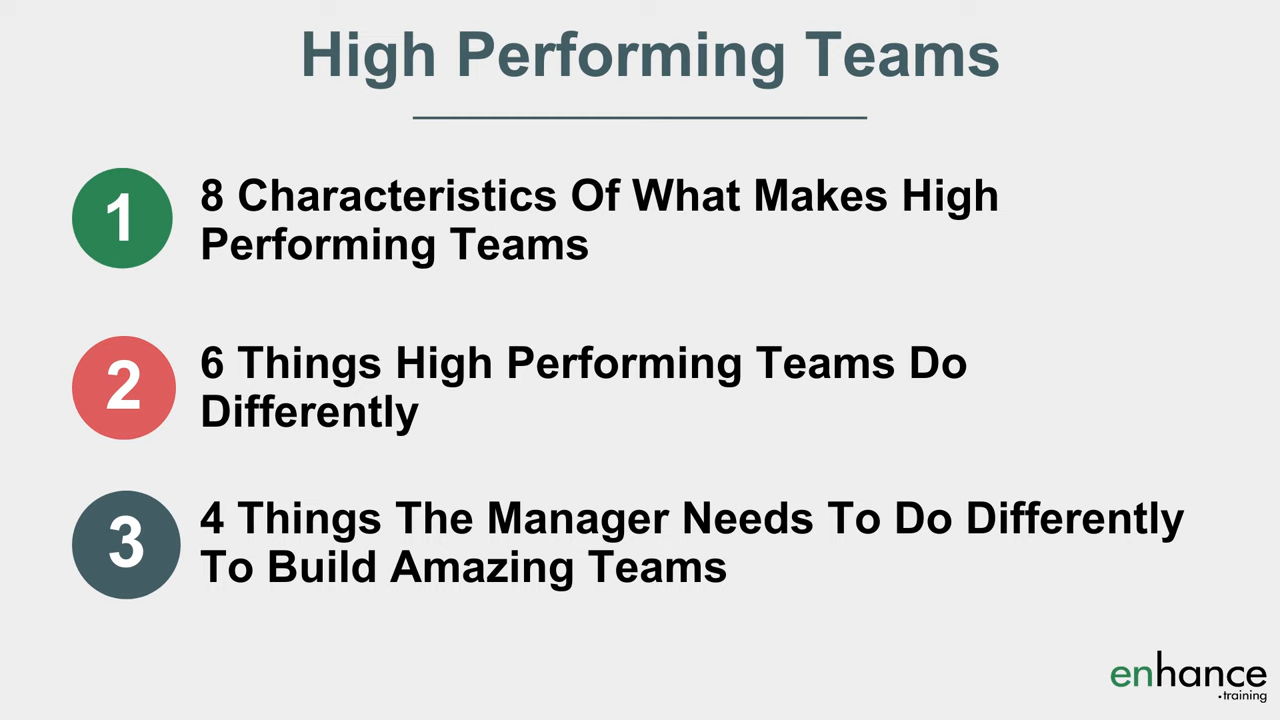 High Performing Teams
1
8 Characteristics Of What Makes High
Performing Teams
2
6 Things High Performing Teams Do
Differently
3
4 Things The Manager Needs To Do Differently
To Build Amazing Teams
enhance
.training